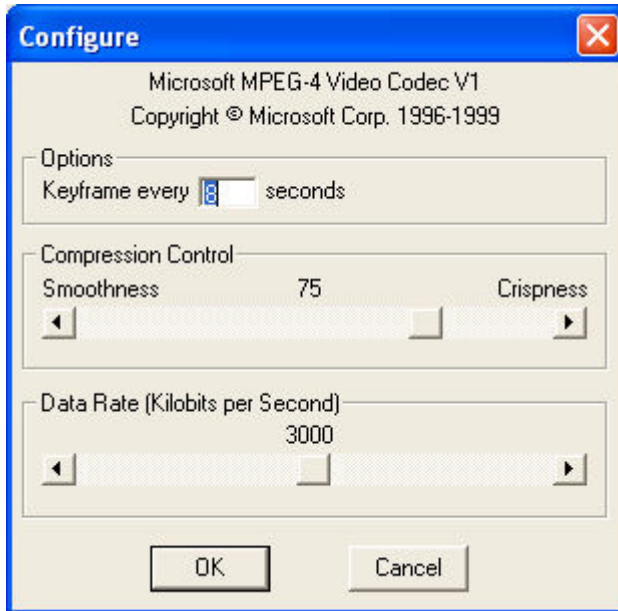 Configure
Microsoft MPEG-4 Video Codec V1
Copyright © Microsoft Corp. 1996-1999
Options
Keyframe every 8 seconds
Compression Control
Smoothness 75 Crispness
Data Rate (Kilobits per Second)
3000
OK Cancel